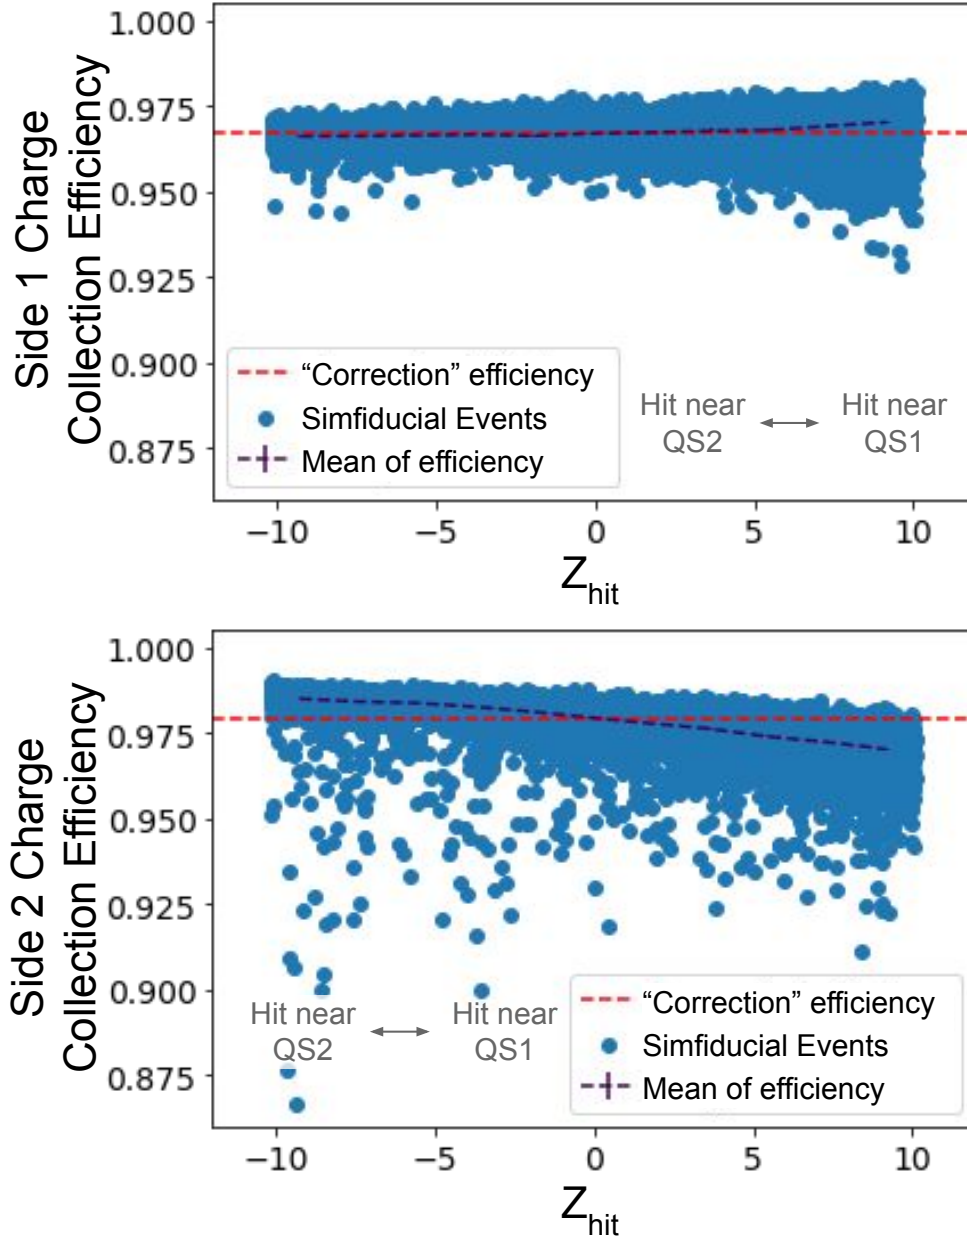 Side 1 Charge
Collection Efficiency
1.000
0.975
0.950
0.925
0.900
0.875
“Correction” efficiency
Simfiducial Events
Mean of efficiency
Hit near
QS2
Hit near
QS1
−10
−5
0
5
10
Zhit
Side 2 Charge
Collection Efficiency
1.000
0.975
0.950
0.925
0.900
0.875
Hit near
QS2
Hit near
QS1
“Correction” efficiency
Simfiducial Events
Mean of efficiency
−10
−5
0
5
10
Zhit